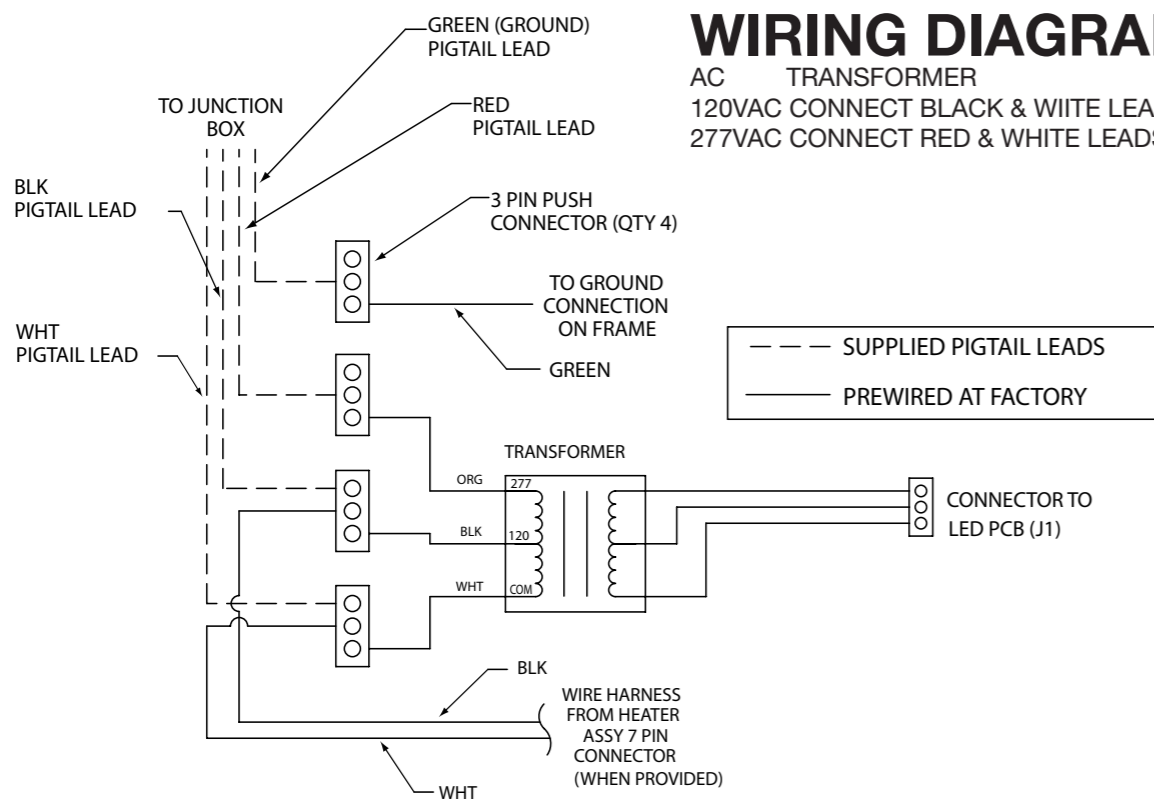 WIRING DIAGRA
AC TRANSFORMER
120VAC CONNECT BLACK & WIITE LEA
277VAC CONNECT RED & WHITE LEADS
GREEN (GROUND)
PIGTAIL LEAD
TO JUNCTION
BOX
RED
PIGTAIL LEAD
BLK
PIGTAIL LEAD
3 PIN PUSH
CONNECTOR (QTY 4)
TO GROUND
CONNECTION
ON FRAME
WHT
PIGTAIL LEAD
GREEN
SUPPLIED PIGTAIL LEADS
PREWIRED AT FACTORY
TRANSFORMER
ORG
277
BLK
120
WHT
COM
CONNECTOR TO
LED PCB (J1)
BLK
WIRE HARNESS
FROM HEATER
ASSY 7 PIN
CONNECTOR
(WHEN PROVIDED)
WHT